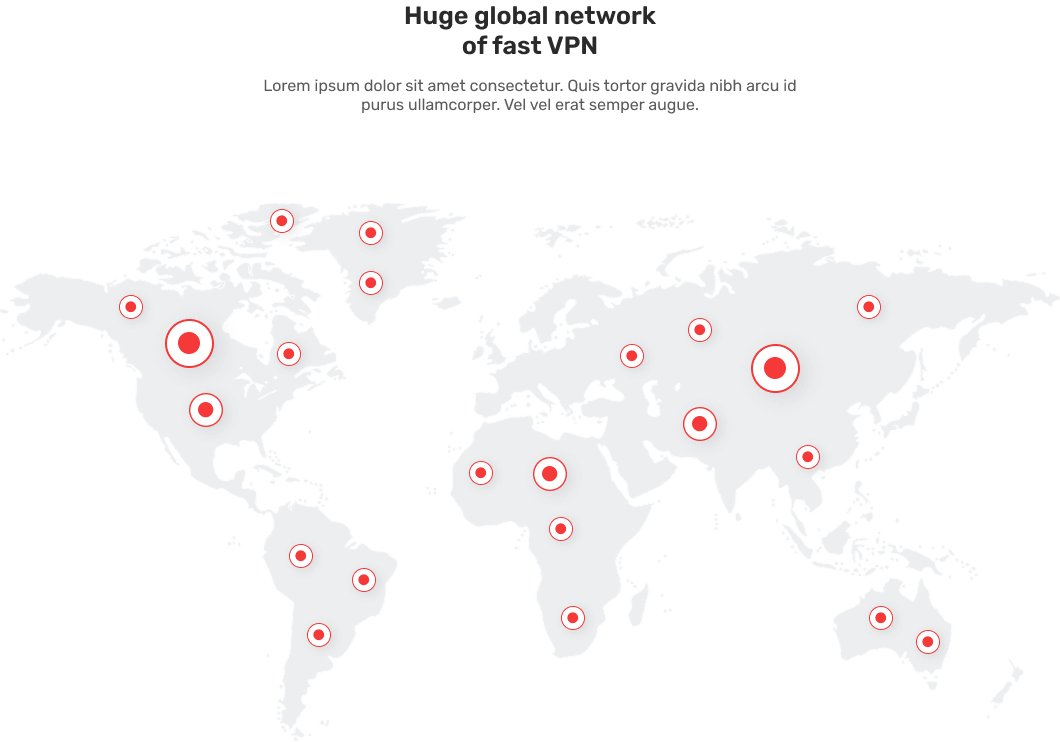 Huge global network
of fast VPN
Lorem ipsum dolor sit amet consectetur. Quis tortor gravida nibh arcu id
purus ullamcorper. Vel vel erat semper augue.